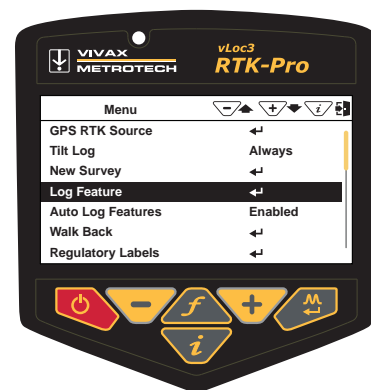 VIVAX
METROTECH
vLoc3
RTK-Pro
Menu - + i
GPS RTK Source
Tilt Log Always
New Survey
Log Feature
Auto Log Features Enabled
Walk Back
Regulatory Labels
f
i